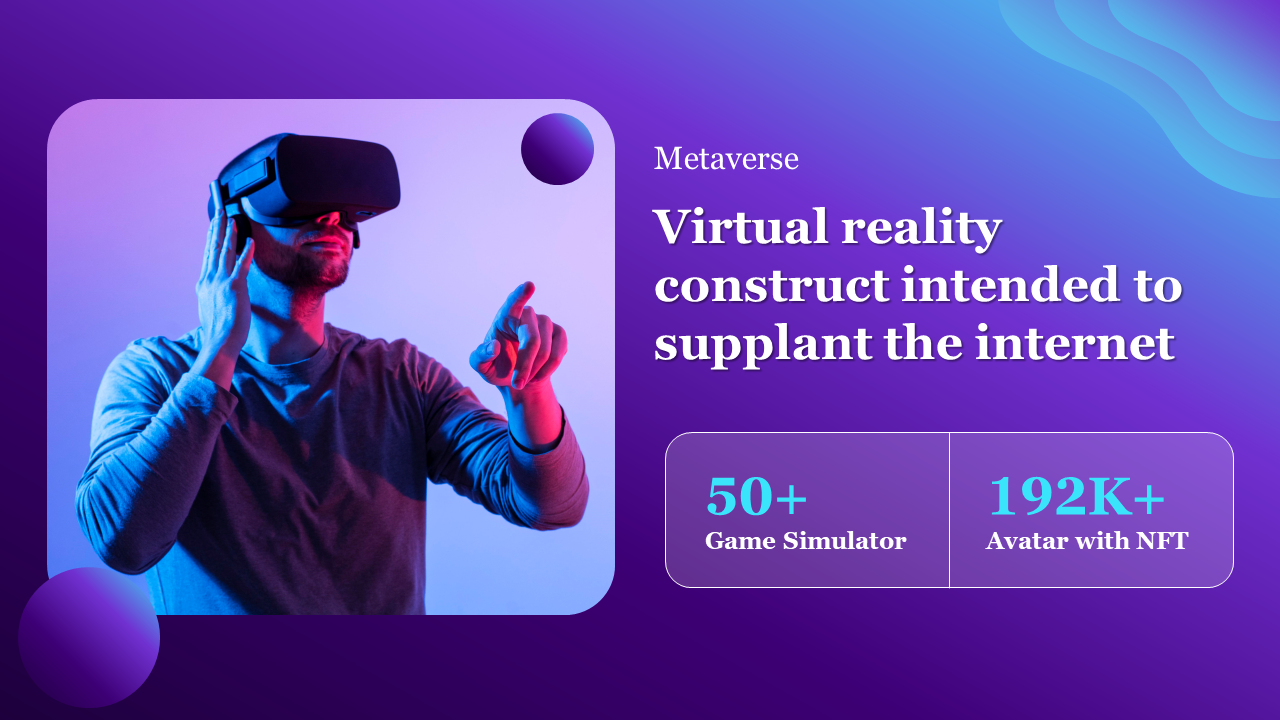 Metaverse
Virtual reality
construct intended to
supplant the internet
50+
Game Simulator
192K+
Avatar with NFT